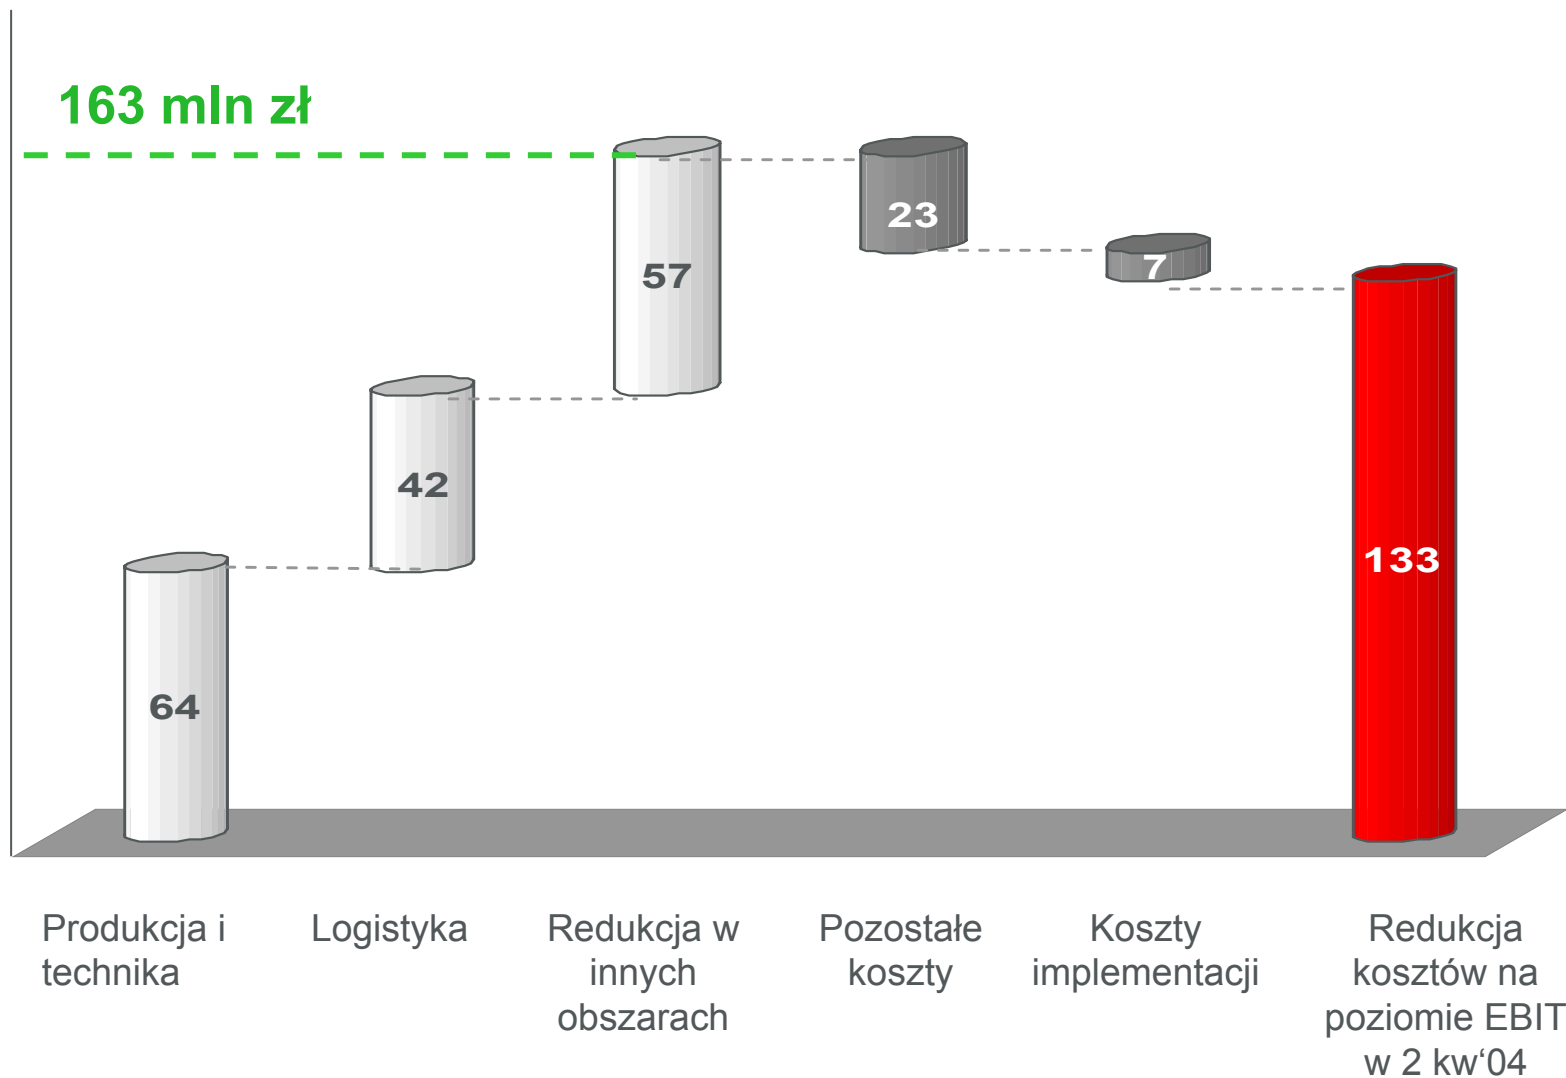 163 mln zł
57
23
7
42
133
64
Produkcja i
technika
Logistyka
Redukcja w
innych
obszarach
Pozostałe
koszty
Koszty
implementacji
Redukcja
kosztów na
poziomie EBIT
w 2 kw‘04